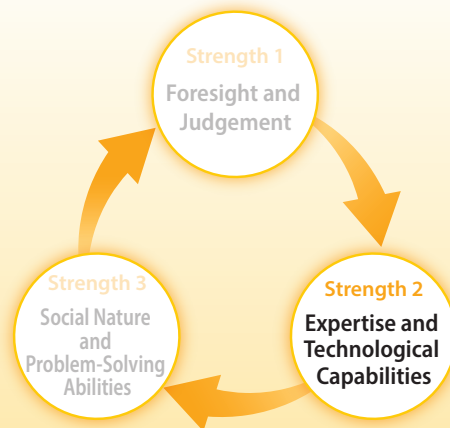 Strength 1
Foresight and
Judgement
Strength 3
Social Nature
and
Problem-Solving
Abilities
Strength 2
Expertise and
Technological
Capabilities